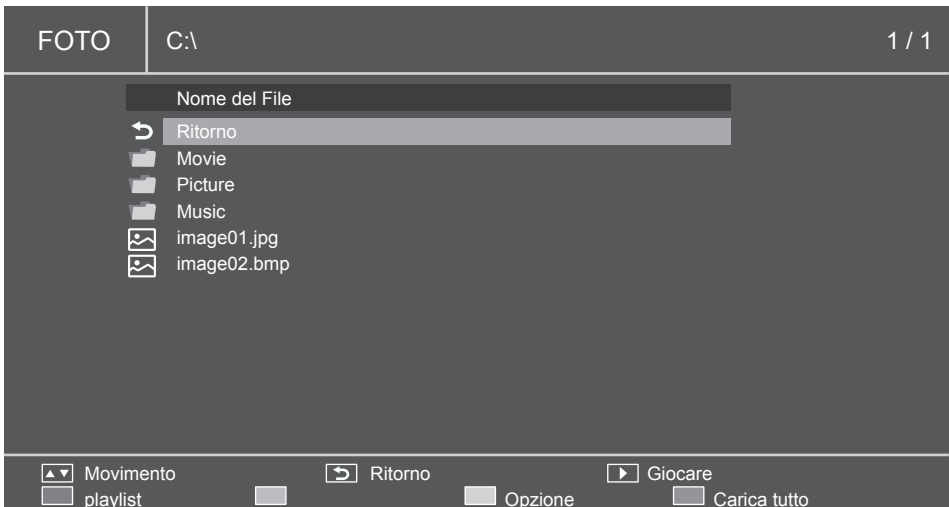 FOTO C:\ 1 / 1
Nome del File
Ritorno
Movie
Picture
Music
image01.jpg
image02.bmp
Movimento Ritorno Giocare
playlist Opzione Carica tutto